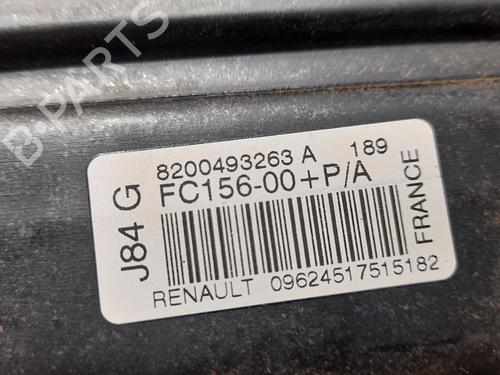 B-PARTS
8200493263 A 189
FC156-00+P/A
J84 G
FRANCE
RENAULT 09624517515182